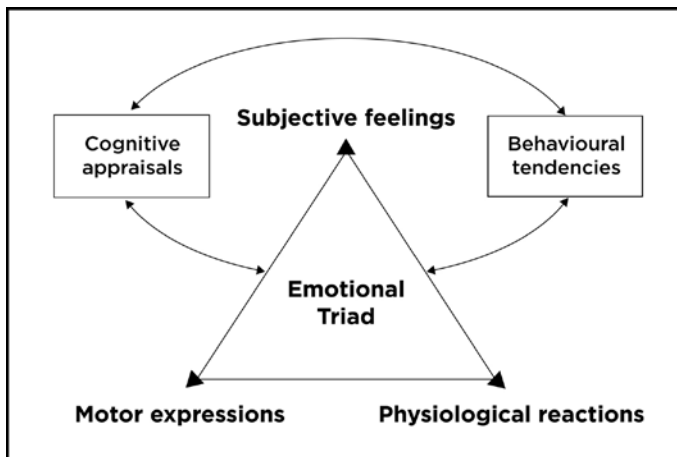 Subjective feelings
Cognitive
appraisals
Behavioural
tendencies
Emotional
Triad
Motor expressions
Physiological reactions